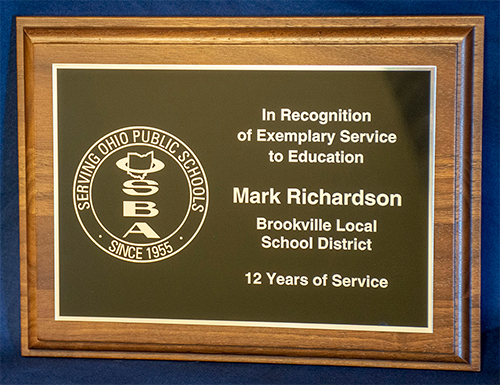 SERVING OHIO PUBLIC SCHOOLS
OSBA
· SINCE 1955 ·
In Recognition
of Exemplary Service
to Education
Mark Richardson
Brookville Local
School District
12 Years of Service